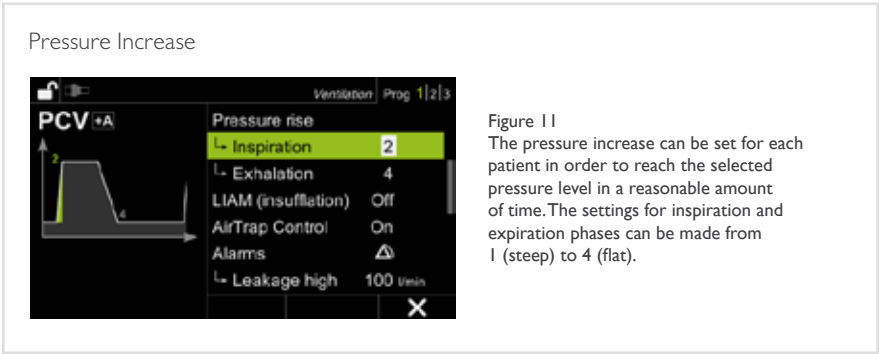 Pressure Increase
Ventilation Prog 1|2|3
PCV +A
Pressure rise
2
Inspiration 2
Exhalation 4
4
LIAM (insufflation) Off
AirTrap Control On
Alarms
Leakage high 100 l/min
Figure 11
The pressure increase can be set for each
patient in order to reach the selected
pressure level in a reasonable amount
of time. The settings for inspiration and
expiration phases can be made from
1 (steep) to 4 (flat).